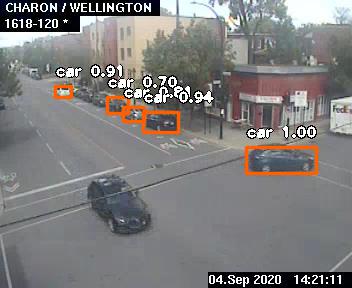 CHARON / WELLINGTON
1618-120 *
car 0.91
car 0.70
car 0.94
car 1.00
04.Sep 2020 14:21:11